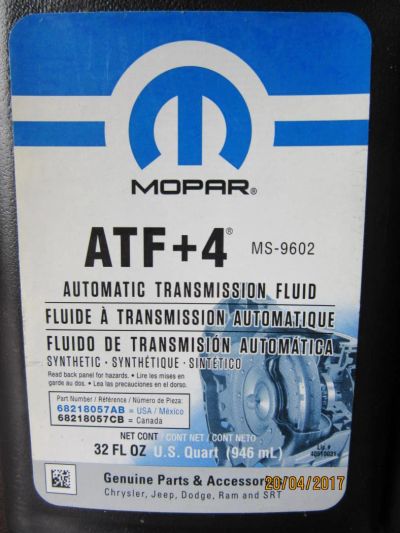 MOPAR®
ATF+4® MS-9602
AUTOMATIC TRANSMISSION FLUID
FLUIDE À TRANSMISSION AUTOMATIQUE
FLUIDO DE TRANSMISIÓN AUTOMÁTICA
SYNTHETIC · SYNTHÉTIQUE · SINTÉTICO
Read back panel for hazards. • Lire les mises en
garde au dos. • Lea las precauciones en el dorso.
Part Number / Référence / Número de Pieza:
68218057AB = USA / México
68218057CB = Canada
NET CONT / CONT NET / CONT NETO
32 FL OZ U.S. Quart (946 mL)
Lip #
Genuine Parts & Accessories
Chrysler, Jeep, Dodge, Ram and SRT
20/04/2017